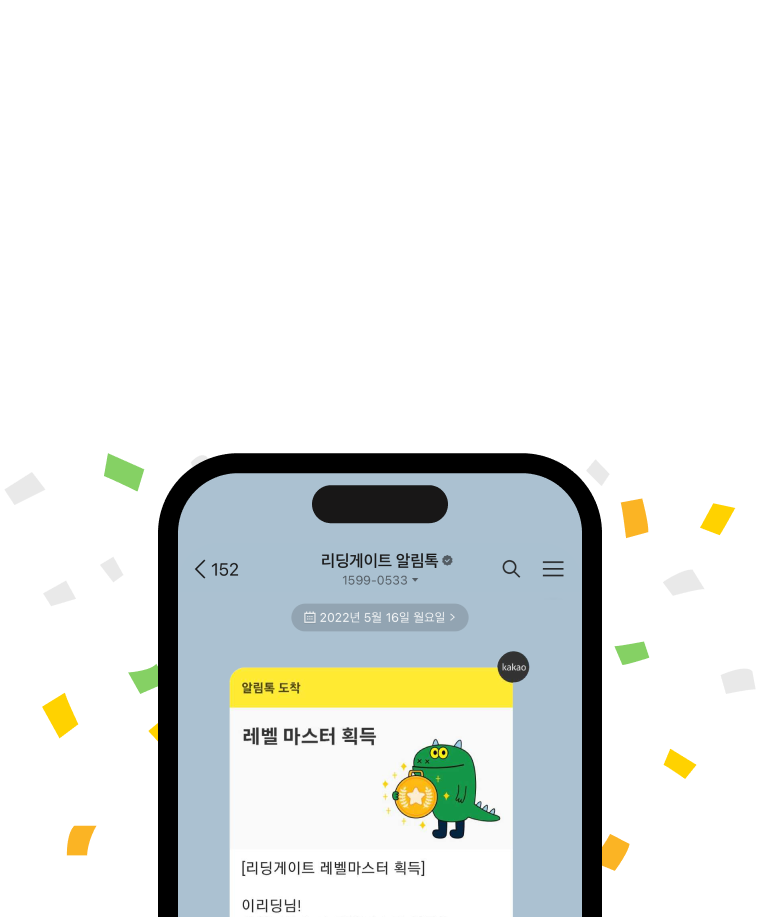 152
리딩게이트 알림톡
1599-0533
2022년 5월 16일 월요일
kakao
알림톡 도착
레벨 마스터 획득
[리딩게이트 레벨마스터 획득]
이리딩님!